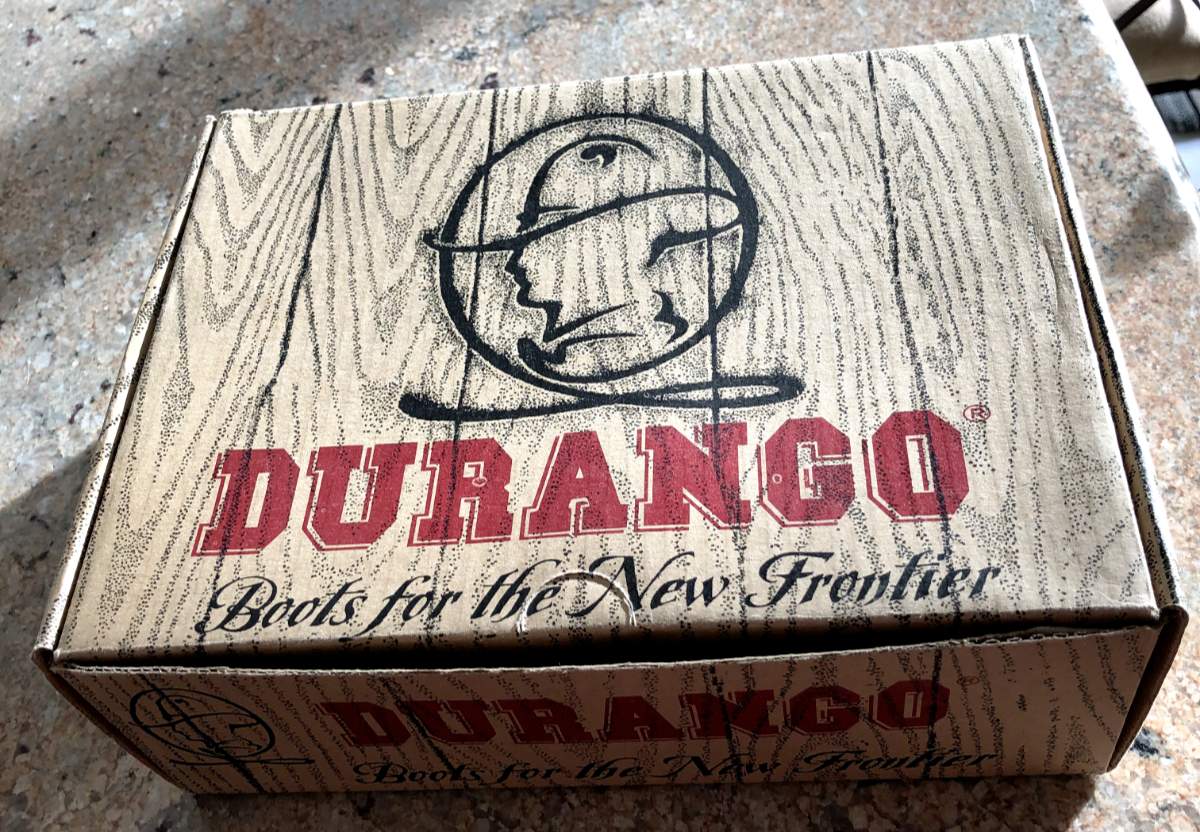 DURANGO®
Boots for the New Frontier
DURANGO
Boots for the New Frontier